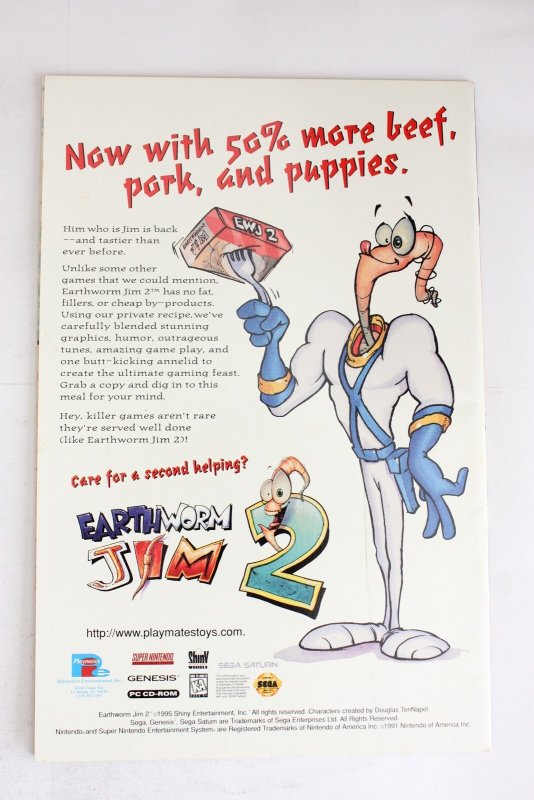 Now with 50% more beef,
pork, and puppies.
EWJ 2
Him who is Jim is back
--and tastier than
ever before.
Unlike some other
games that we could mention,
Earthworm Jim 2™ has no fat,
fillers, or cheap by-products.
Using our private recipe,we've
carefully blended stunning
graphics, humor, outrageous
tunes, amazing game play, and
one butt-kicking annelid to
create the ultimate gaming feast.
Grab a copy and dig in to this
meal for your mind.
Hey, killer games aren't rare
they're served well done
(like Earthworm Jim 2)!
Care for a second helping?
EARTHWORM
JIM 2
http://www.playmatestoys.com.
Playmates
Interactive Entertainment, Inc.
SUPER NINTENDO
GENESIS
PC CD-ROM
Shiny
SEGA SATURN
SEGA
Earthworm Jim 2 ©1995 Shiny Entertainment, Inc. All rights reserved. Characters created by Douglas TenNapel.
Sega, Genesis, Sega Saturn are Trademarks of Sega Enterprises Ltd. All Rights Reserved.
Nintendo and Super Nintendo Entertainment System are Registered Trademarks of Nintendo of America Inc. ©1991 Nintendo of America Inc.